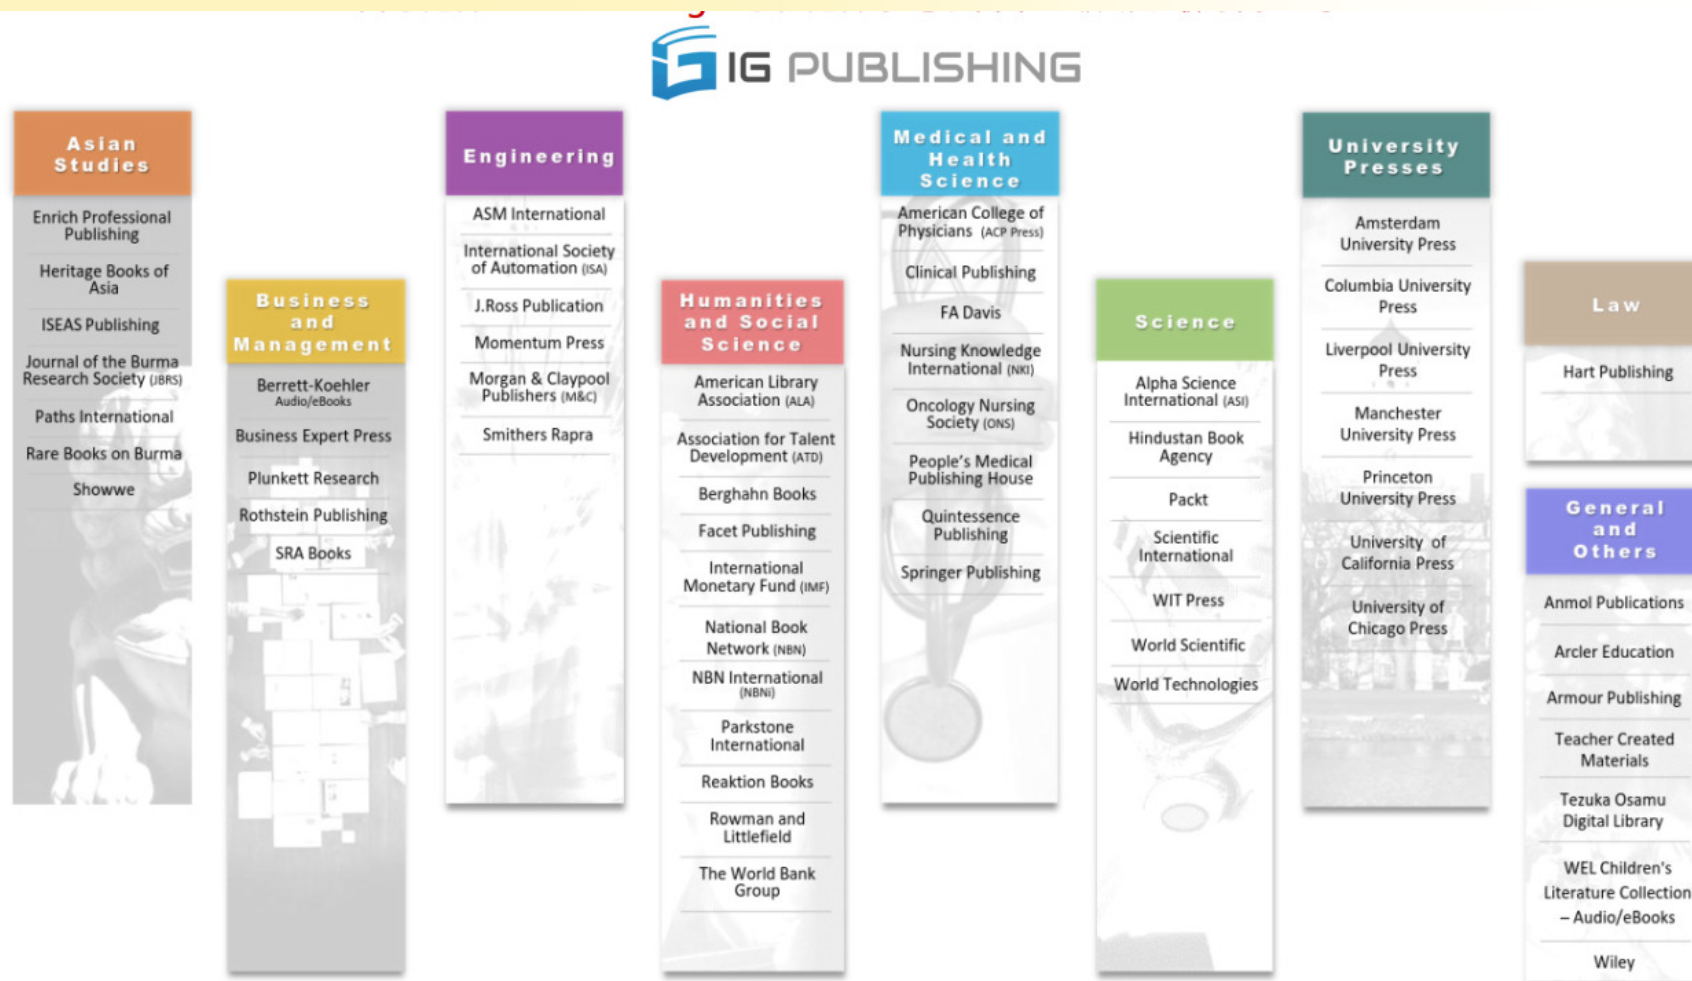 IG PUBLISHING
Asian
Studies
Enrich Professional
Publishing
Heritage Books of
Asia
ISEAS Publishing
Journal of the Burma
Research Society (JBRS)
Paths International
Rare Books on Burma
Showwe
Business
and
Management
Berrett-Koehler
Audio/eBooks
Business Expert Press
Plunkett Research
Rothstein Publishing
SRA Books
Engineering
ASM International
International Society
of Automation (ISA)
J.Ross Publication
Momentum Press
Morgan & Claypool
Publishers (M&C)
Smithers Rapra
Humanities
and Social
Science
American Library
Association (ALA)
Association for Talent
Development (ATD)
Berghahn Books
Facet Publishing
International
Monetary Fund (IMF)
National Book
Network (NBN)
NBN International
(NBNi)
Parkstone
International
Reaktion Books
Rowman and
Littlefield
The World Bank
Group
Medical and
Health
Science
American College of
Physicians (ACP Press)
Clinical Publishing
FA Davis
Nursing Knowledge
International (NKI)
Oncology Nursing
Society (ONS)
People's Medical
Publishing House
Quintessence
Publishing
Springer Publishing
Science
Alpha Science
International (ASI)
Hindustan Book
Agency
Packt
Scientific
International
WIT Press
World Scientific
World Technologies
University
Presses
Amsterdam
University Press
Columbia University
Press
Liverpool University
Press
Manchester
University Press
Princeton
University Press
University of
California Press
University of
Chicago Press
Law
Hart Publishing
General
and
Others
Anmol Publications
Arcler Education
Armour Publishing
Teacher Created
Materials
Tezuka Osamu
Digital Library
WEL Children's
Literature Collection
– Audio/eBooks
Wiley